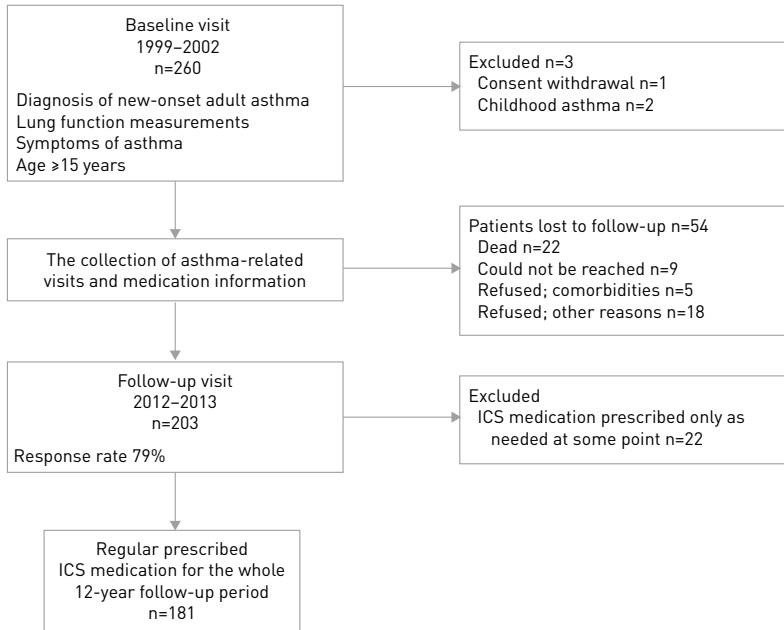 Baseline visit
1999–2002
n=260
Diagnosis of new-onset adult asthma
Lung function measurements
Symptoms of asthma
Age ≥15 years
Excluded n=3
Consent withdrawal n=1
Childhood asthma n=2
The collection of asthma-related
visits and medication information
Patients lost to follow-up n=54
Dead n=22
Could not be reached n=9
Refused; comorbidities n=5
Refused; other reasons n=18
Follow-up visit
2012–2013
n=203
Response rate 79%
Excluded
ICS medication prescribed only as
needed at some point n=22
Regular prescribed
ICS medication for the whole
12-year follow-up period
n=181